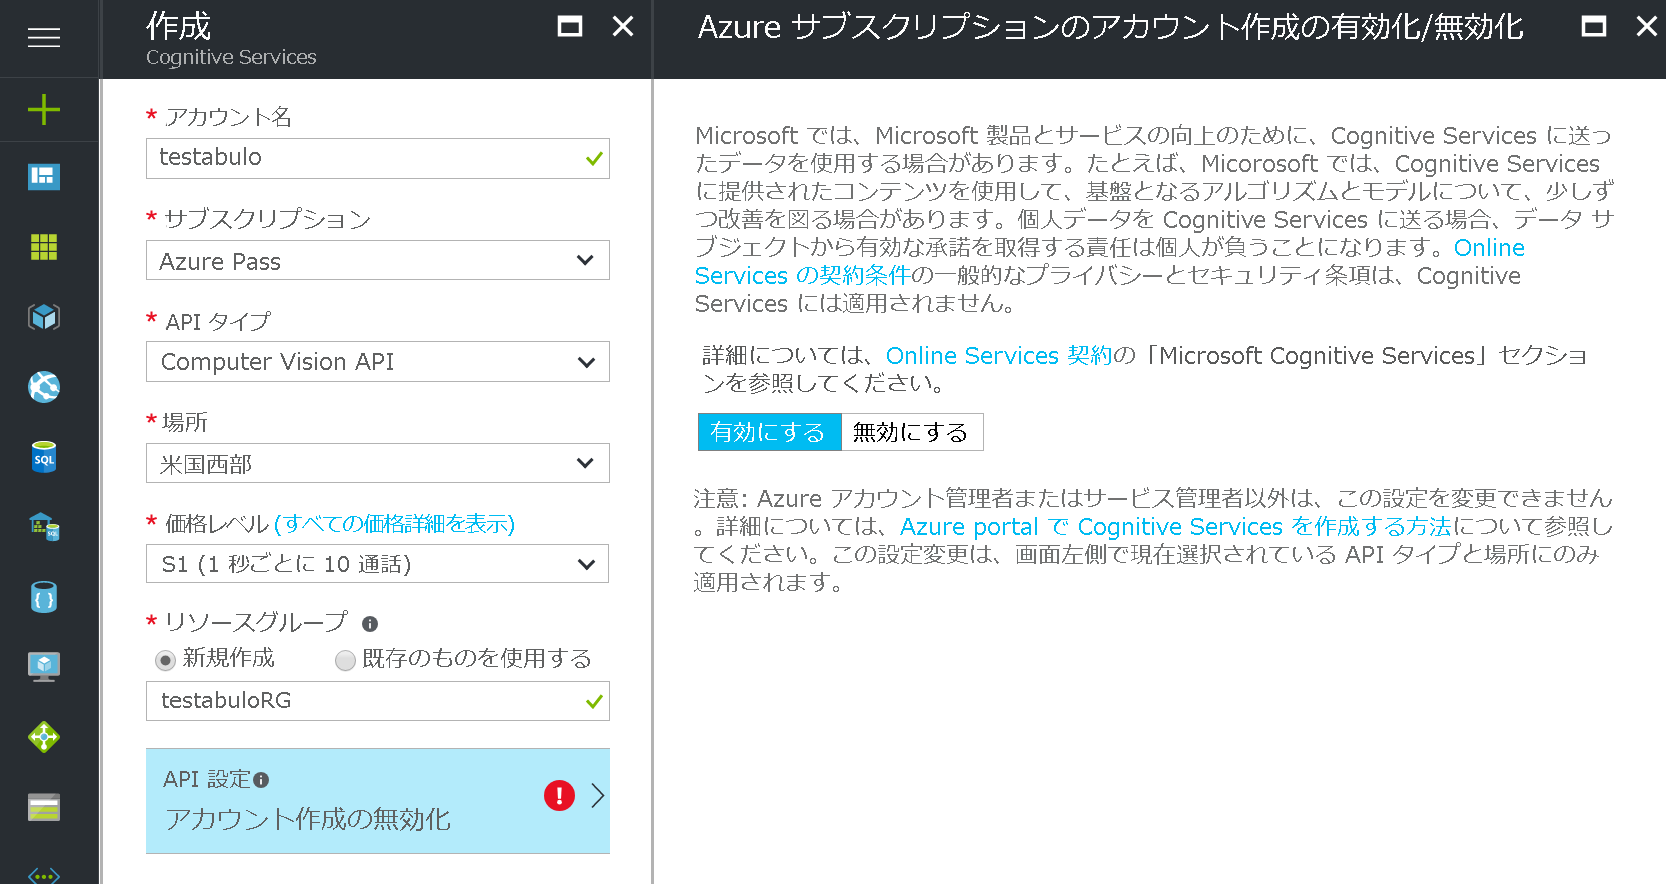 作成
Cognitive Services
* アカウント名
testabulo
* サブスクリプション
Azure Pass
* API タイプ
Computer Vision API
* 場所
米国西部
* 価格レベル (すべての価格詳細を表示)
S1 (1 秒ごとに 10 通話)
* リソースグループ
新規作成 既存のものを使用する
testabuloRG
API 設定
アカウント作成の無効化
Azure サブスクリプションのアカウント作成の有効化/無効化
Microsoft では、Microsoft 製品とサービスの向上のために、Cognitive Services に送っ
たデータを使用する場合があります。たとえば、Micorosoft では、Cognitive Services
に提供されたコンテンツを使用して、基盤となるアルゴリズムとモデルについて、少しず
つ改善を図る場合があります。個人データを Cognitive Services に送る場合、データ サ
ブジェクトから有効な承諾を取得する責任は個人が負うことになります。Online
Services の契約条件の一般的なプライバシーとセキュリティ条項は、Cognitive
Services には適用されません。
詳細については、Online Services 契約の「Microsoft Cognitive Services」セクショ
ンを参照してください。
有効にする 無効にする
注意: Azure アカウント管理者またはサービス管理者以外は、この設定を変更できません
。詳細については、Azure portal で Cognitive Services を作成する方法について参照し
てください。この設定変更は、画面左側で現在選択されている API タイプと場所にのみ
適用されます。
SQL
SQL